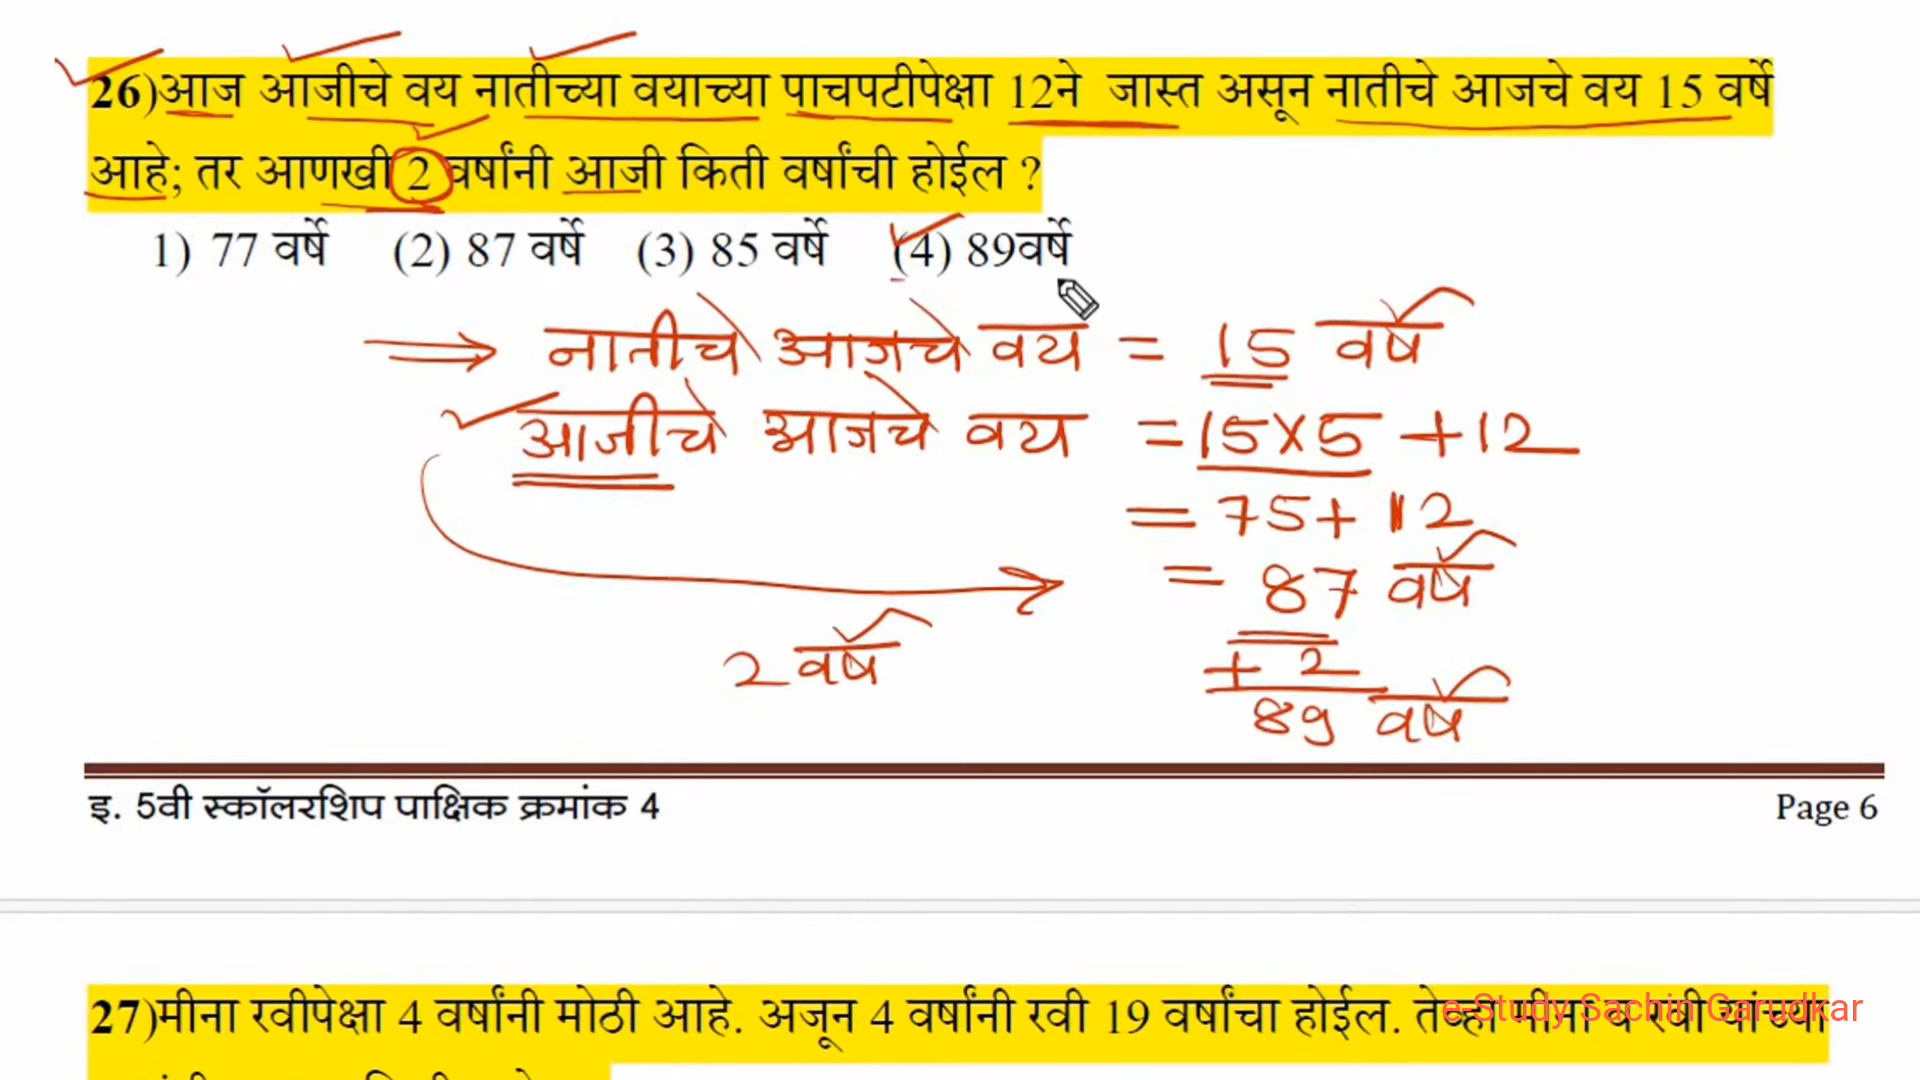 26)आज आजीचे वय नातीच्या वयाच्या पाचपटीपेक्षा 12ने जास्त असून नातीचे आजचे वय 15 वर्षे
आहे; तर आणखी 2 वर्षांनी आजी किती वर्षांची होईल ?
1) 77 वर्षे (2) 87 वर्षे (3) 85 वर्षे (4) 89वर्षे
⇒ नातीचे आजचे वय = 15 वर्षे
आजीचे आजचे वय = 15×5 +12
= 75+ 12
= 87 वर्षे
2 वर्षे + 2
89 वर्षे
इ. 5वी स्कॉलरशिप पाक्षिक क्रमांक 4 Page 6
27)मीना रवीपेक्षा 4 वर्षांनी मोठी आहे. अजून 4 वर्षांनी रवी 19 वर्षांचा होईल. तेव्हा मीना व रवी यांच्या
e-Study Sachin Garudkar